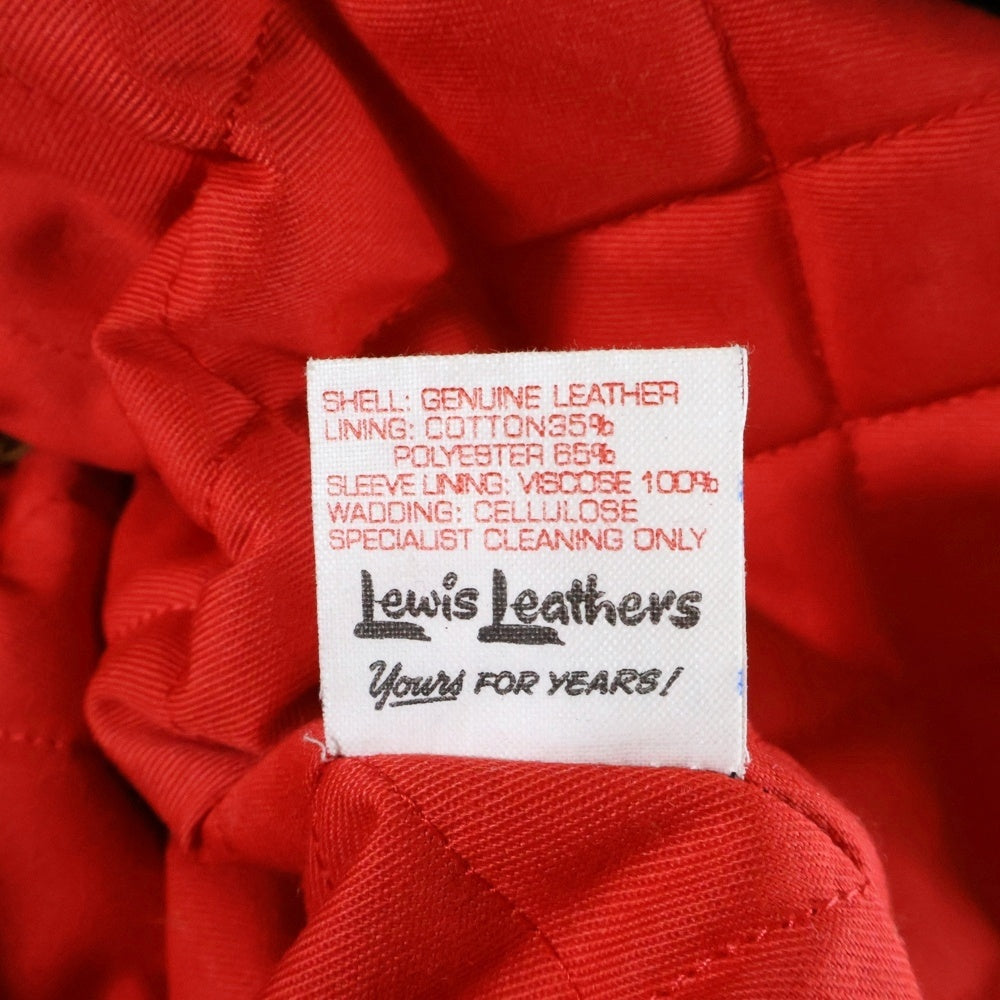 SHELL: GENUINE LEATHER
LINING: COTTON35%
POLYESTER 65%
SLEEVE LINING: VISCOSE 100%
WADDING: CELLULOSE
SPECIALIST CLEANING ONLY
Lewis Leathers
Yours FOR YEARS!